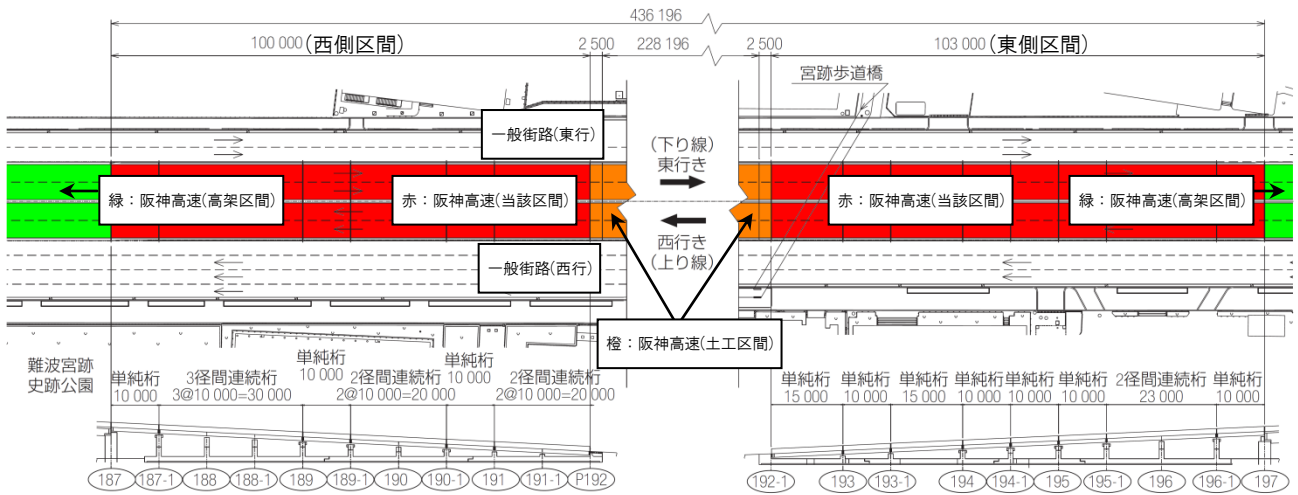 436 196
100 000(西側区間)
2 500
228 196
2 500
103 000(東側区間)
宮跡歩道橋
一般街路(東行)
(下り線)
東行き
緑：阪神高速(高架区間)
赤：阪神高速(当該区間)
赤：阪神高速(当該区間)
緑：阪神高速(高架区間)
西行き
(上り線)
一般街路(西行)
橙：阪神高速(土工区間)
難波宮跡
史跡公園
単純桁
10 000
3径間連続桁
3@10 000=30 000
単純桁
10 000
2径間連続桁
2@10 000=20 000
単純桁
10 000
2径間連続桁
2@10 000=20 000
単純桁
15 000
単純桁
10 000
単純桁
15 000
単純桁
10 000
単純桁
10 000
単純桁
10 000
2径間連続桁
23 000
単純桁
10 000
187
187-1
188
188-1
189
189-1
190
190-1
191
191-1
P192
192-1
193
193-1
194
194-1
195
195-1
196
196-1
197